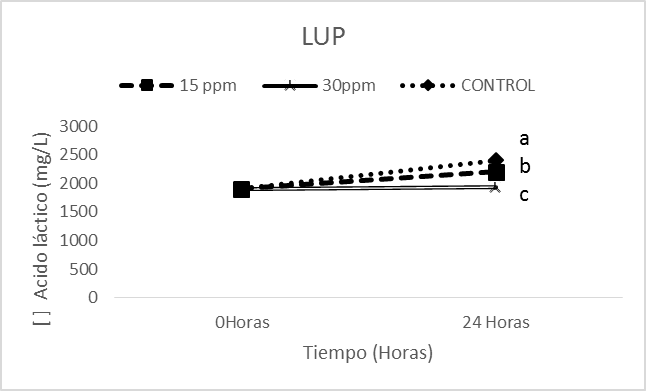 LUP
15 ppm 30ppm CONTROL
3000
2500
2000
1500
1000
500
0
[ ] Acido láctico (mg/L)
a
b
c
0Horas 24 Horas
Tiempo (Horas)